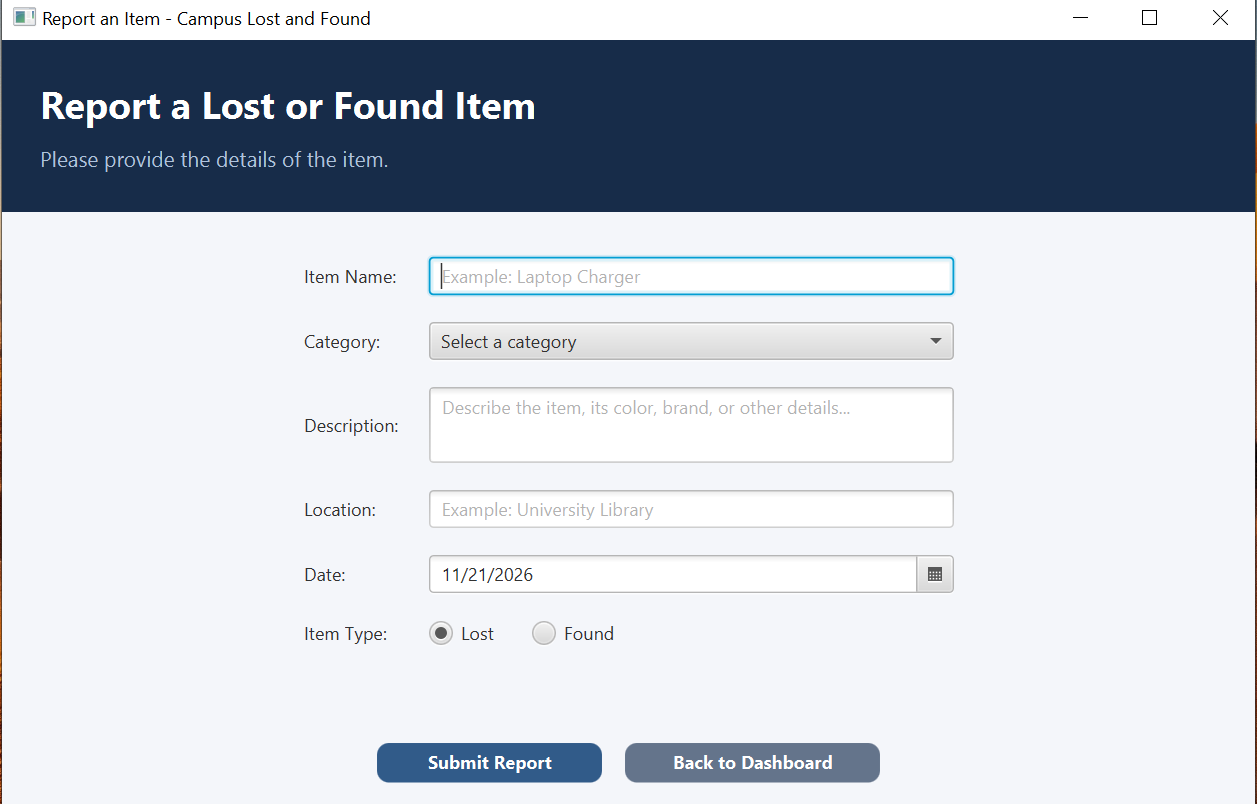 Report an Item - Campus Lost and Found
Report a Lost or Found Item
Please provide the details of the item.
Item Name: Example: Laptop Charger
Category: Select a category
Description: Describe the item, its color, brand, or other details...
Location: Example: University Library
Date: 11/21/2026
Item Type: Lost Found
Submit Report Back to Dashboard